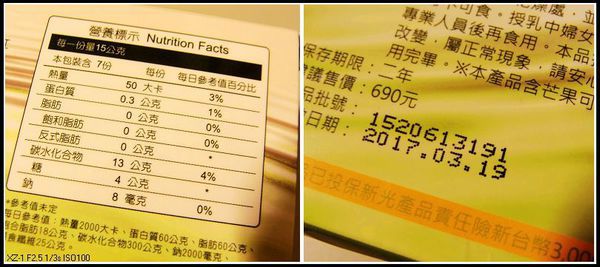 營養標示 Nutrition Facts
每一份量15公克
本包裝含 7份 每份 每日參考值百分比
熱量 50 大卡 3%
蛋白質 0.3 公克 1%
脂肪 0 公克 0%
飽和脂肪 0 公克 0%
反式脂肪 0 公克 *
碳水化合物 13 公克 4%
糖 4 公克 *
鈉 8 毫克 0%
*參考值未定
每日參考值：熱量2000大卡、蛋白質60公克、脂肪60公克、
飽和脂肪18公克、碳水化合物300公克、鈉2000毫克、
食纖維25公克。
XZ-1 F2.5 1/3s ISO100
可食。授乳中婦女
專業人員後再食用。本品
改變，屬正常現象，請安心
用完畢。※本產品含芒果可
保存期限：二年
建議售價：690元
品批號：
日期：
1520613191
2017.03.19
已投保新光產品責任險新台幣3,00